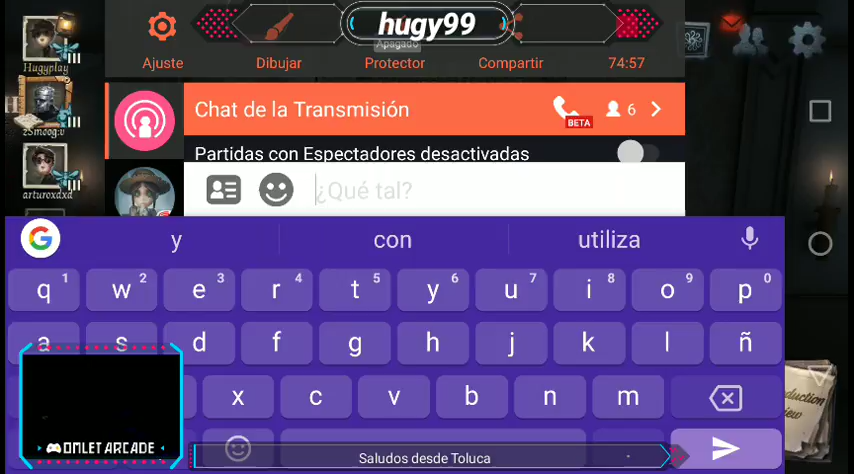 hugy99
Apagado
Ajuste
Dibujar
Protector
Compartir
74:57
Hugyplay
zSmoog:v
arturoxdxd
Chat de la Transmisión
BETA
6
Partidas con Espectadores desactivadas
¿Qué tal?
G
y
con
utiliza
q 1 w 2 e 3 r 4 t 5 y 6 u 7 i 8 o 9 p 0
a s d f g h j k l ñ
x c v b n m
OMLET ARCADE
Saludos desde Toluca